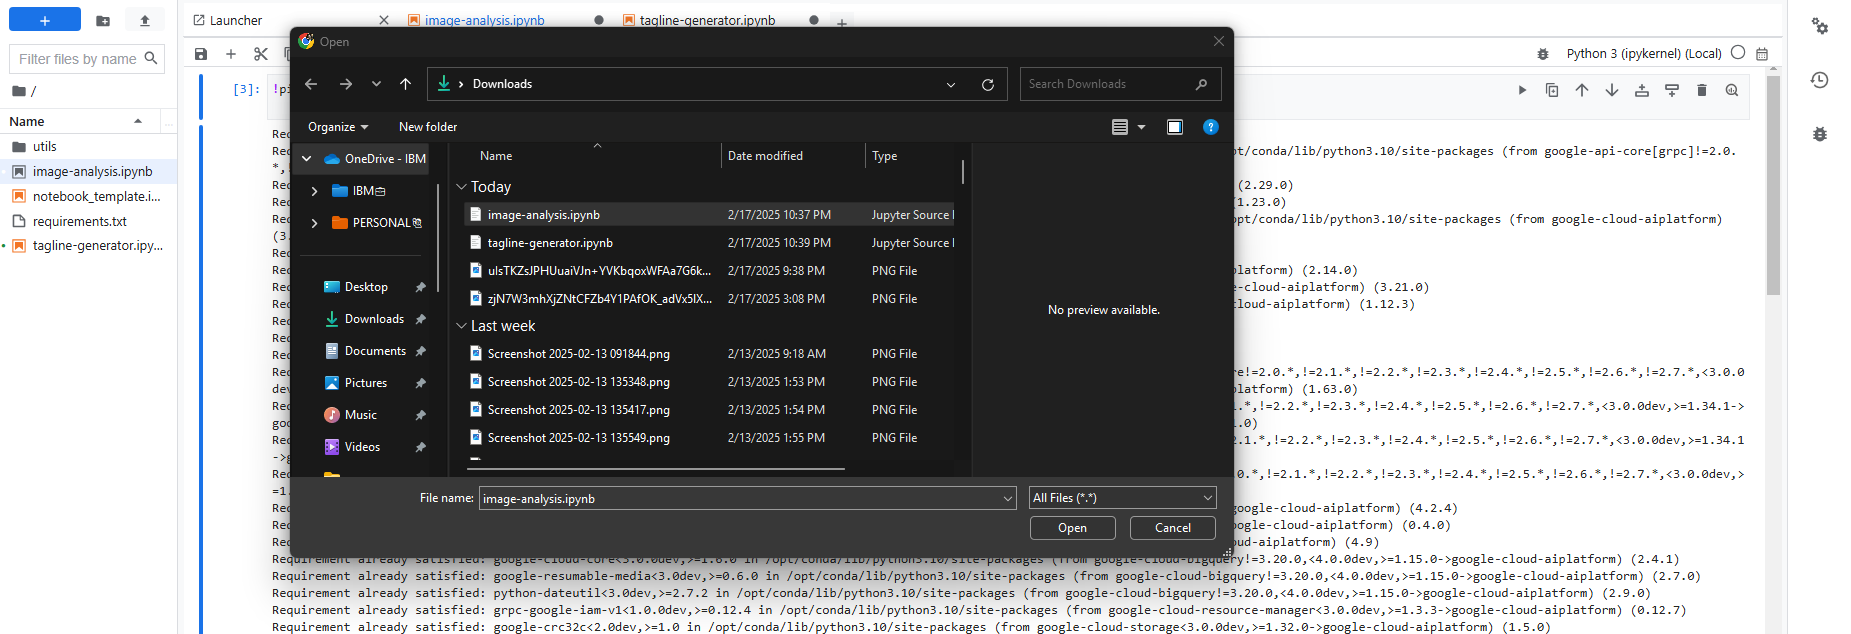 +
Launcher
image-analysis.ipynb
tagline-generator.ipynb
Filter files by name
Python 3 (ipykernel) (Local)
/
Name
utils
image-analysis.ipynb
notebook_template.i...
requirements.txt
tagline-generator.ipy...
[3]:
!pi
Open
Downloads
Search Downloads
Organize
New folder
OneDrive - IBM
IBM
PERSONAL
Desktop
Downloads
Documents
Pictures
Music
Videos
Name
Date modified
Type
Today
image-analysis.ipynb 2/17/2025 10:37 PM Jupyter Source
tagline-generator.ipynb 2/17/2025 10:39 PM Jupyter Source
2/17/2025 9:38 PM PNG File
2/17/2025 3:08 PM PNG File
Last week
Screenshot 2025-02-13 091844.png 2/13/2025 9:18 AM PNG File
Screenshot 2025-02-13 135348.png 2/13/2025 1:53 PM PNG File
Screenshot 2025-02-13 135417.png 2/13/2025 1:54 PM PNG File
Screenshot 2025-02-13 135549.png 2/13/2025 1:55 PM PNG File
No preview available.
File name: image-analysis.ipynb
All Files (*.*)
Open
Cancel
pt/conda/lib/python3.10/site-packages (from google-api-core[grpc]!=2.0.
(2.29.0)
(1.23.0)
pt/conda/lib/python3.10/site-packages (from google-cloud-aiplatform)
(3.
latform) (2.14.0)
cloud-aiplatform) (3.21.0)
oud-aiplatform) (1.12.3)
e!=2.0.*,!=2.1.*,!=2.2.*,!=2.3.*,!=2.4.*,!=2.5.*,!=2.6.*,!=2.7.*,<3.0.0
dev
latform) (1.63.0)
.*,!=2.2.*,!=2.3.*,!=2.4.*,!=2.5.*,!=2.6.*,!=2.7.*,<3.0.0dev,>=1.34.1->
goo
.0)
2.1.*,!=2.2.*,!=2.3.*,!=2.4.*,!=2.5.*,!=2.6.*,!=2.7.*,<3.0.0dev,>=1.34.1
->g
0.*,!=2.1.*,!=2.2.*,!=2.3.*,!=2.4.*,!=2.5.*,!=2.6.*,!=2.7.*,<3.0.0dev,>
=1.
google-cloud-aiplatform) (4.2.4)
oogle-cloud-aiplatform) (0.4.0)
d-aiplatform) (4.9)
Requirement already satisfied: google-cloud-core<3.0.0dev,>=1.6.0 in /opt/conda/lib/python3.10/site-packages (from google-cloud-bigquery!=3.20.0,<4.0.0dev,>=1.15.0->google-cloud-aiplatform) (2.4.1)
Requirement already satisfied: google-resumable-media<3.0dev,>=0.6.0 in /opt/conda/lib/python3.10/site-packages (from google-cloud-bigquery!=3.20.0,<4.0.0dev,>=1.15.0->google-cloud-aiplatform) (2.7.0)
Requirement already satisfied: python-dateutil<3.0dev,>=2.7.2 in /opt/conda/lib/python3.10/site-packages (from google-cloud-bigquery!=3.20.0,<4.0.0dev,>=1.15.0->google-cloud-aiplatform) (2.9.0)
Requirement already satisfied: grpc-google-iam-v1<1.0.0dev,>=0.12.4 in /opt/conda/lib/python3.10/site-packages (from google-cloud-resource-manager<3.0.0dev,>=1.3.3->google-cloud-aiplatform) (0.12.7)
Requirement already satisfied: google-crc32c<2.0dev,>=1.0 in /opt/conda/lib/python3.10/site-packages (from google-cloud-storage<3.0.0dev,>=1.32.0->google-cloud-aiplatform) (1.5.0)